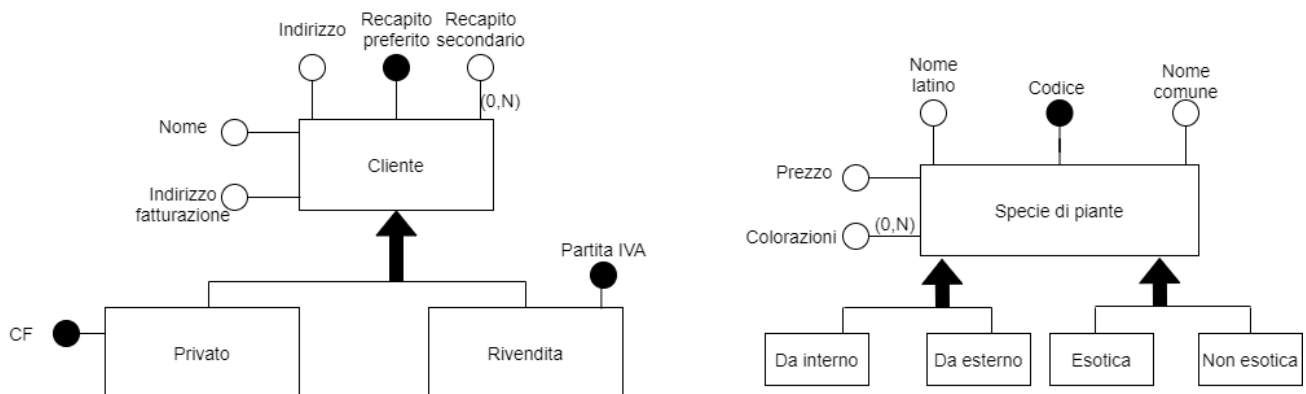 Indirizzo
Recapito
preferito
Recapito
secondario
(0,N)
Nome
Cliente
Indirizzo
fatturazione
Partita IVA
CF
Privato
Rivendita
Nome
latino
Codice
Nome
comune
Prezzo
Specie di piante
Colorazioni
(0,N)
Da interno
Da esterno
Esotica
Non esotica